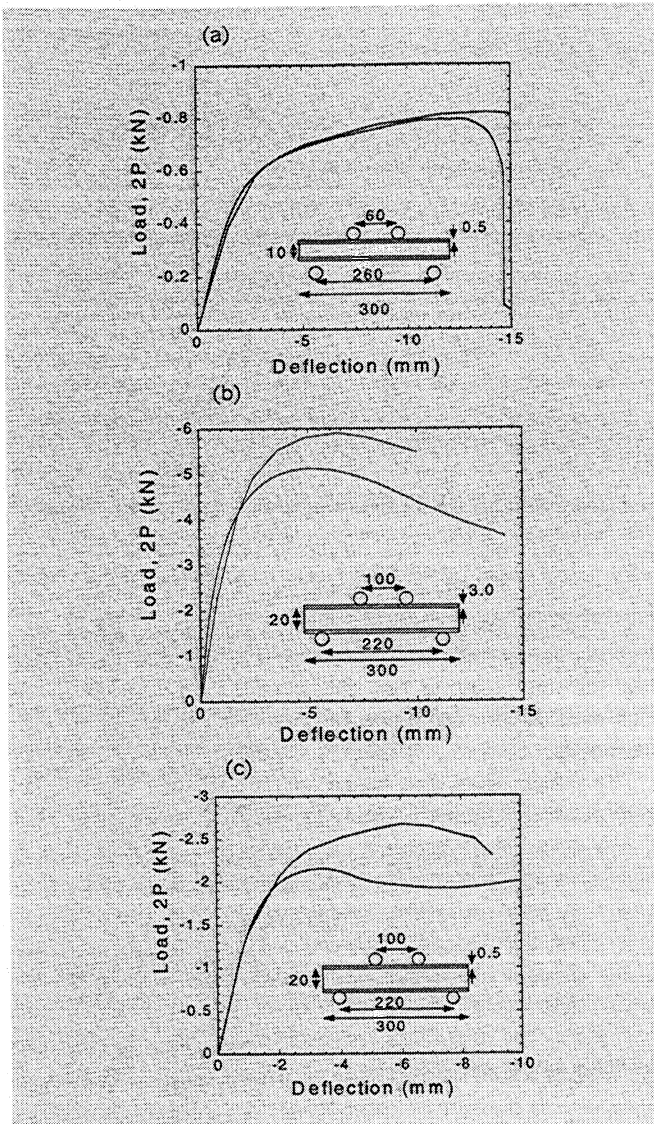 (a)
-1
-0.8
-0.6
-0.4
-0.2
0
Load, 2P (kN)
60
0.5
10
260
300
0 -5 -10 -15
Deflection (mm)
(b)
-6
-5
-4
-3
-2
-1
0
Load, 2P (kN)
100
3.0
20
220
300
0 -5 -10 -15
Deflection (mm)
(c)
-3
-2.5
-2
-1.5
-1
-0.5
0
Load, 2P (kN)
100
0.5
20
220
300
0 -2 -4 -6 -8 -10
Deflection (mm)